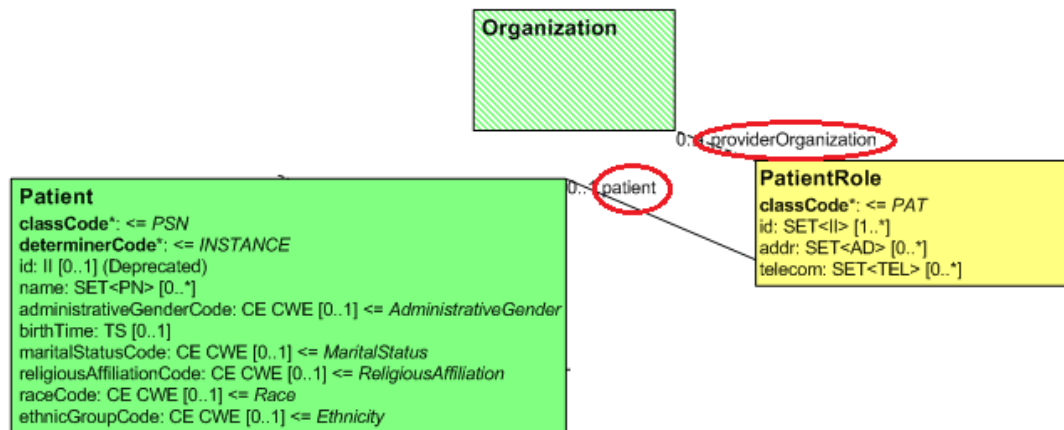 Organization
0..1 providerOrganization
0..1 patient
PatientRole
classCode*: <= PAT
id: SET<II> [1..*]
addr: SET<AD> [0..*]
telecom: SET<TEL> [0..*]
Patient
classCode*: <= PSN
determinerCode*: <= INSTANCE
id: II [0..1] (Deprecated)
name: SET<PN> [0..*]
administrativeGenderCode: CE CWE [0..1] <= AdministrativeGender
birthTime: TS [0..1]
maritalStatusCode: CE CWE [0..1] <= MaritalStatus
religiousAffiliationCode: CE CWE [0..1] <= ReligiousAffiliation
raceCode: CE CWE [0..1] <= Race
ethnicGroupCode: CE CWE [0..1] <= Ethnicity